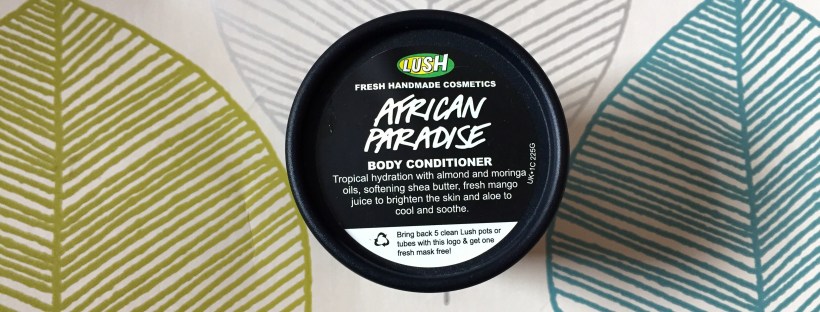 LUSH
FRESH HANDMADE COSMETICS
AFRICAN
PARADISE
BODY CONDITIONER
Tropical hydration with almond and moringa
oils, softening shea butter, fresh mango
juice to brighten the skin and aloe to
cool and soothe.
UK•1C 225G
Bring back 5 clean Lush pots or
tubes with this logo & get one
fresh mask free!